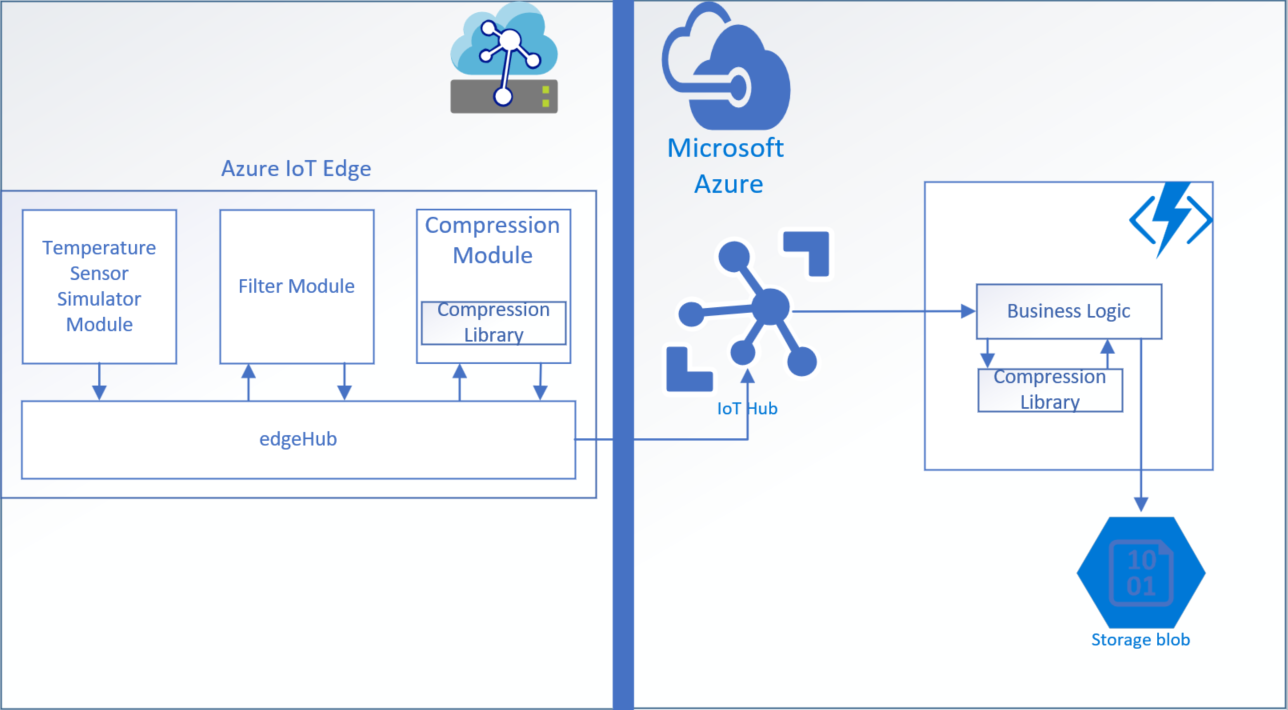 Microsoft
Azure
Azure IoT Edge
Temperature
Sensor
Simulator
Module
Filter Module
Compression
Module
Compression
Library
edgeHub
IoT Hub
Business Logic
Compression
Library
10
01
Storage blob